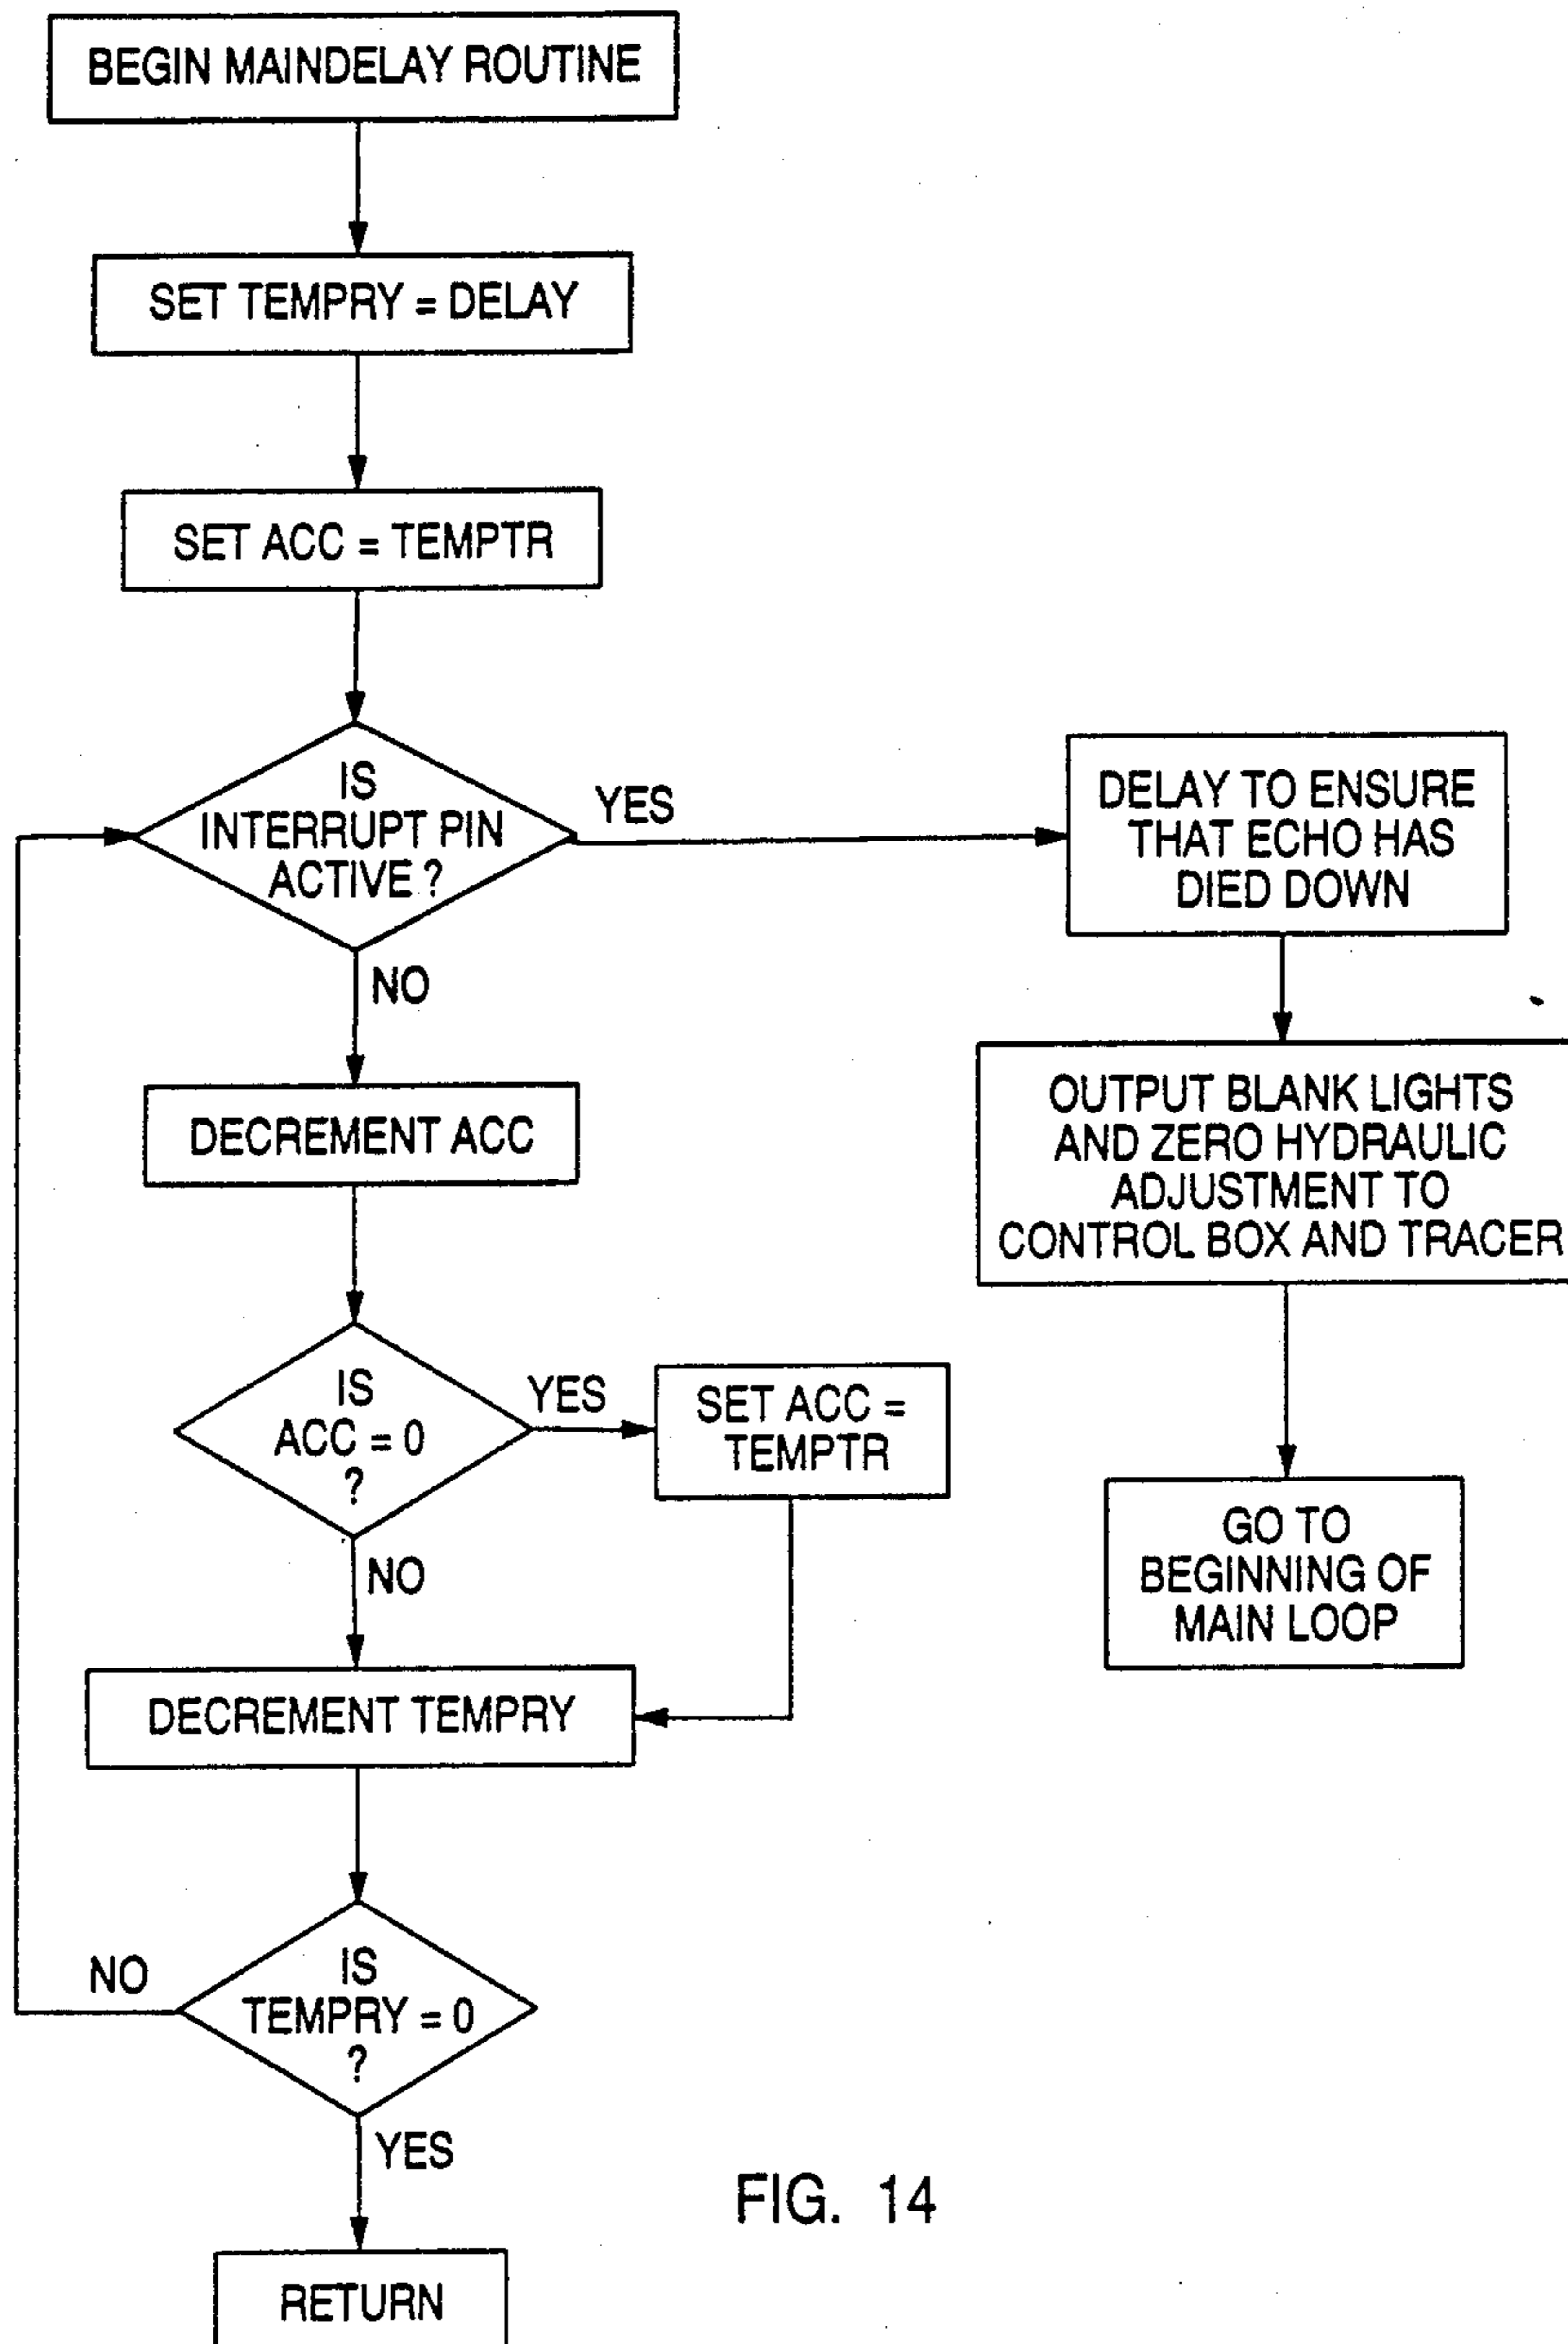 BEGIN MAINDELAY ROUTINE
SET TEMPRY = DELAY
SET ACC = TEMPTR
IS
INTERRUPT PIN
ACTIVE ?
YES
DELAY TO ENSURE
THAT ECHO HAS
DIED DOWN
NO
OUTPUT BLANK LIGHTS
AND ZERO HYDRAULIC
ADJUSTMENT TO
CONTROL BOX AND TRACER
DECREMENT ACC
IS
ACC = 0
?
YES
SET ACC =
TEMPTR
GO TO
BEGINNING OF
MAIN LOOP
NO
DECREMENT TEMPRY
NO
IS
TEMPRY = 0
?
YES
FIG. 14
RETURN